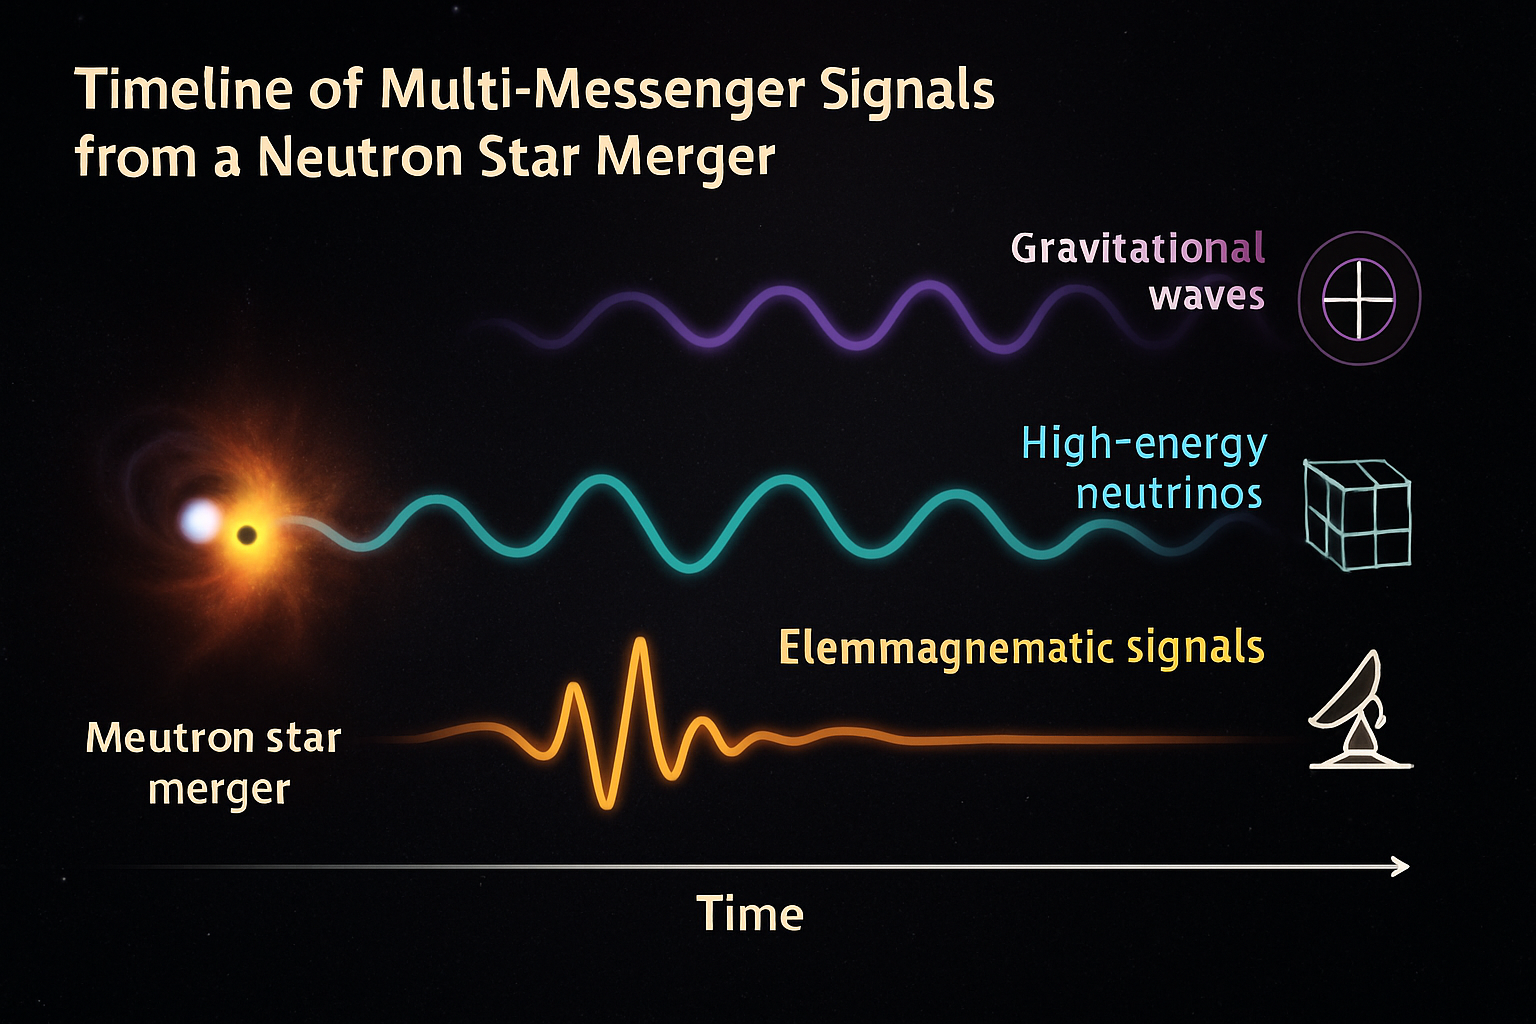 Timeline of Multi-Messenger Signals
from a Neutron Star Merger
Gravitational
waves
High-energy
neutrinos
Elemmagnematic signals
Meutron star
merger
Time